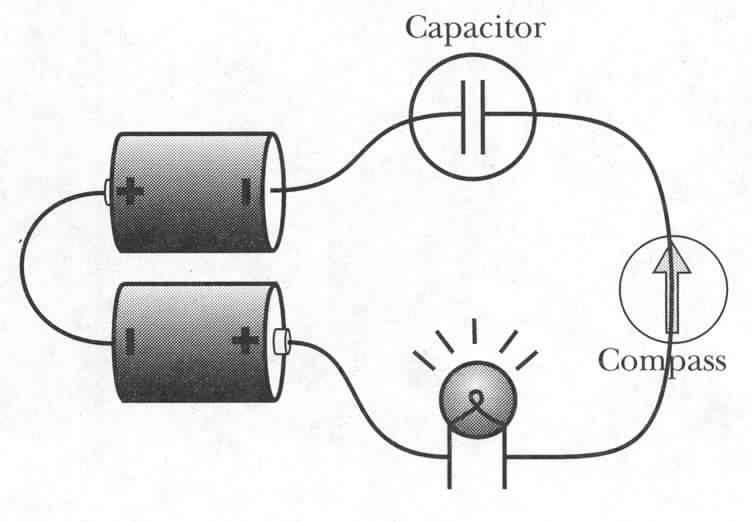 Capacitor
+ -
- +
Compass